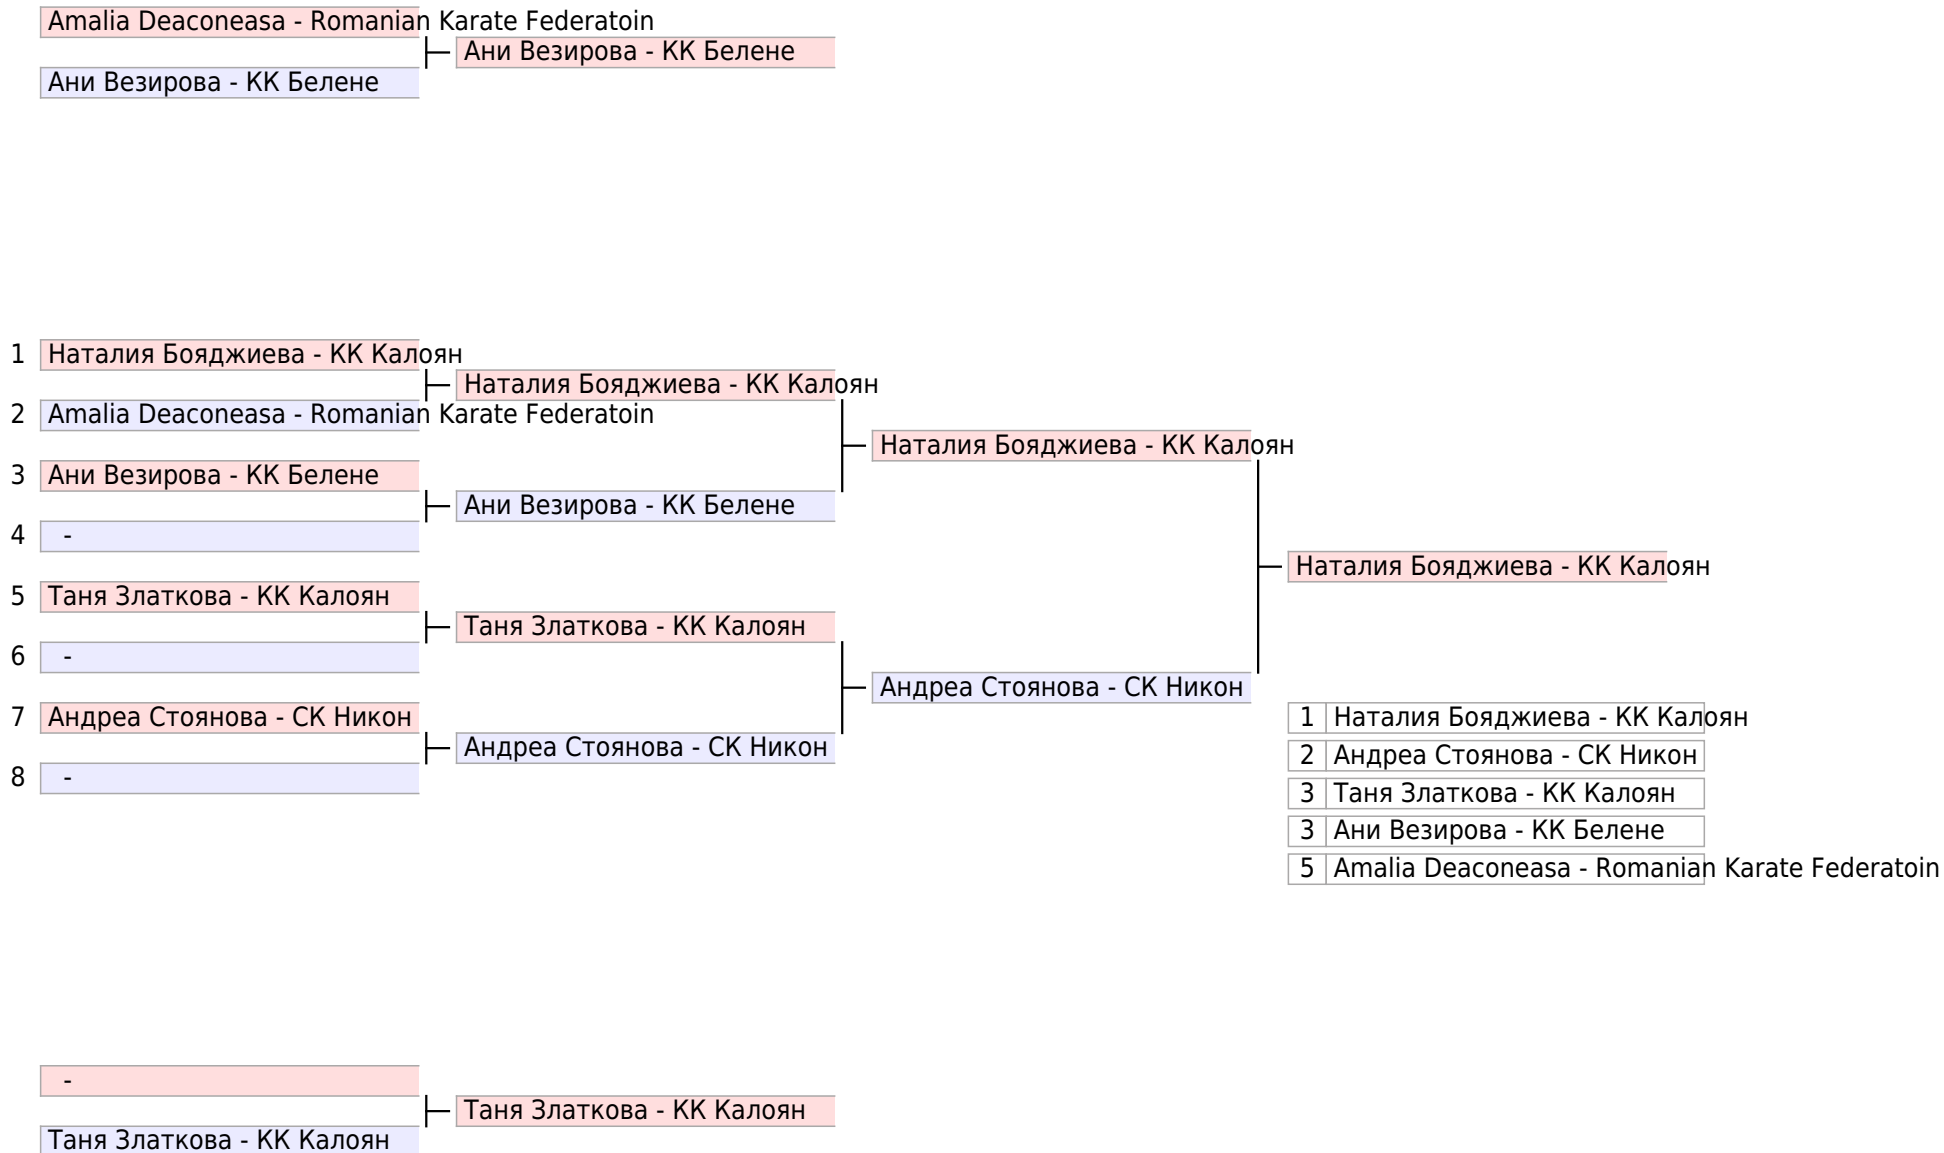 Amalia Deaconeasa - Romanian Karate Federatoin
Ани Везирова - КК Белене
Ани Везирова - КК Белене
1 Наталия Бояджиева - КК Калоян
Наталия Бояджиева - КК Калоян
2 Amalia Deaconeasa - Romanian Karate Federatoin
Наталия Бояджиева - КК Калоян
3 Ани Везирова - КК Белене
Ани Везирова - КК Белене
4 -
Наталия Бояджиева - КК Калоян
5 Таня Златкова - КК Калоян
Таня Златкова - КК Калоян
6 -
Андреа Стоянова - СК Никон
7 Андреа Стоянова - СК Никон
Андреа Стоянова - СК Никон
8 -
1 Наталия Бояджиева - КК Калоян
2 Андреа Стоянова - СК Никон
3 Таня Златкова - КК Калоян
3 Ани Везирова - КК Белене
5 Amalia Deaconeasa - Romanian Karate Federatoin
-
Таня Златкова - КК Калоян
Таня Златкова - КК Калоян